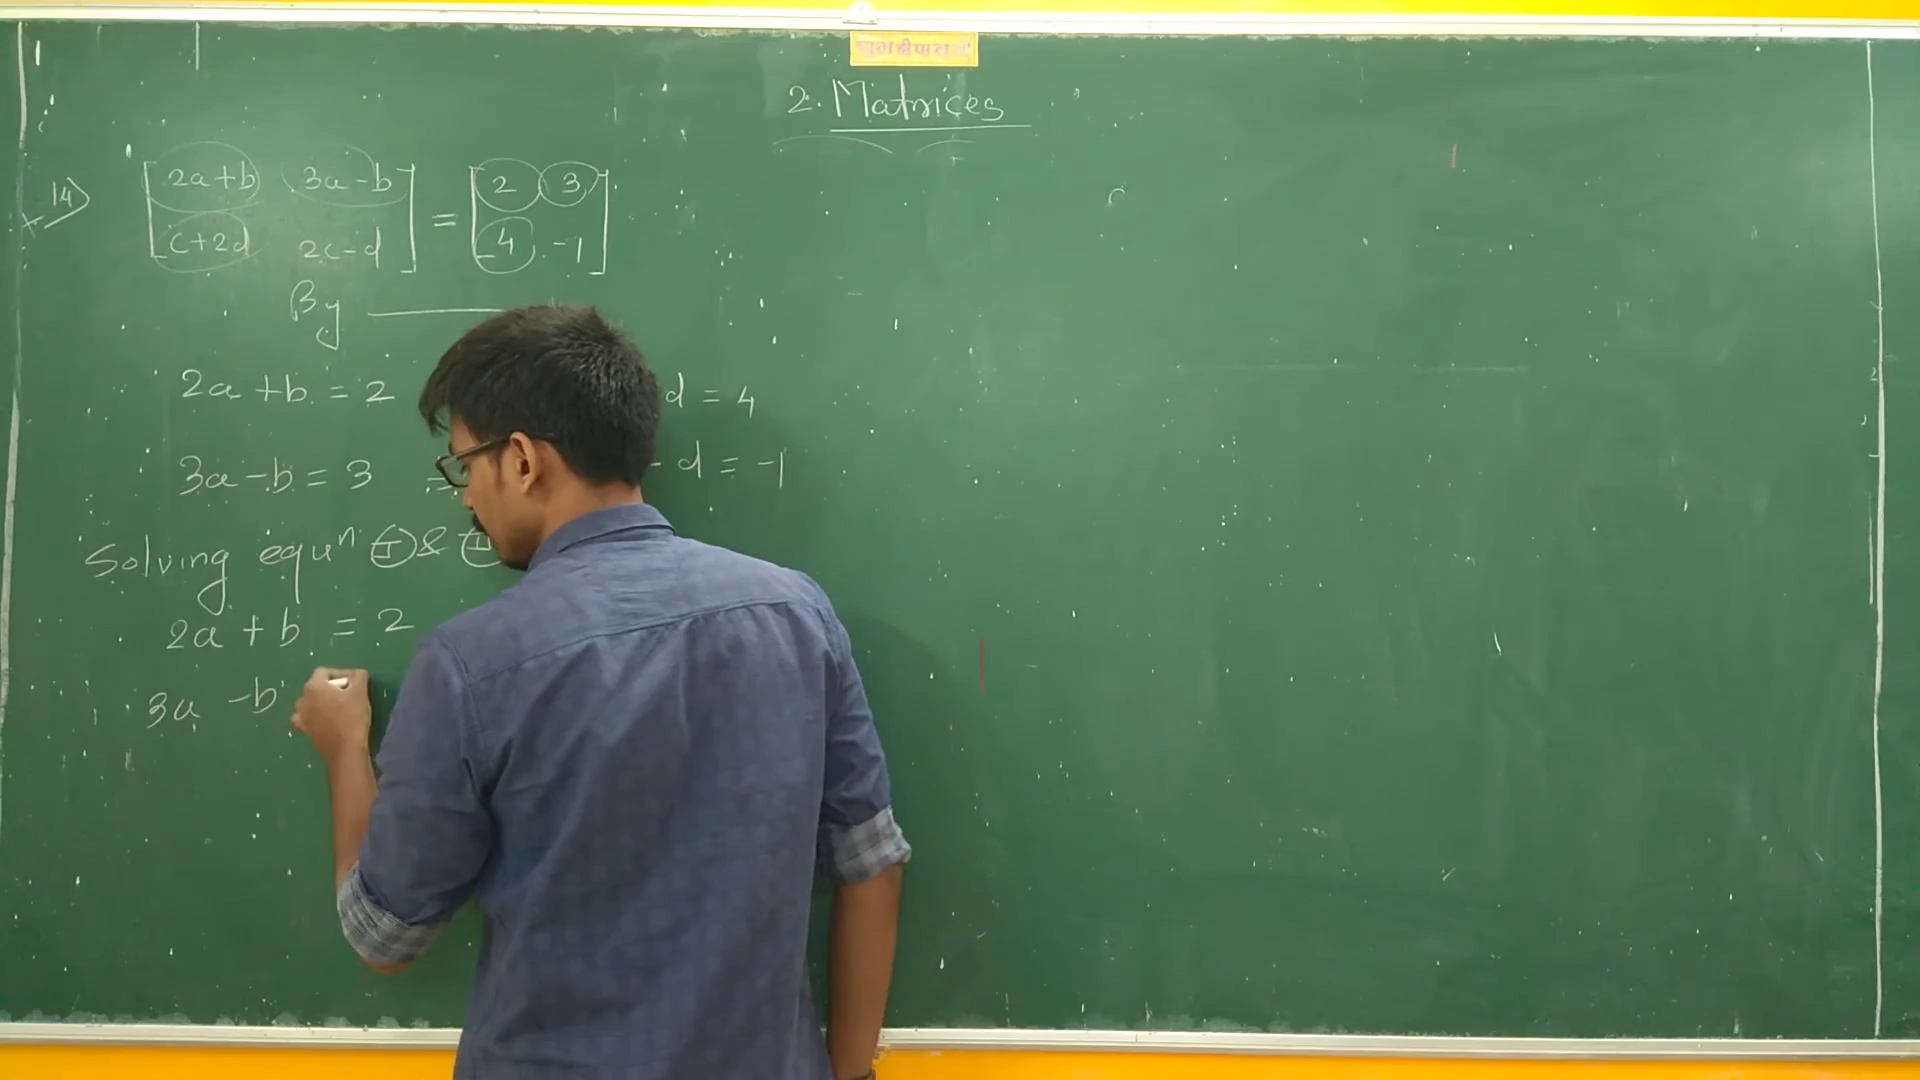 2. Matrices
14) [2a+b 3a-b] = [2 3]
[c+2d 2c-d] [4 -1]
By
2a+b = 2 d = 4
3a-b = 3 = - d = -1
Solving equⁿ Ⓘ & Ⓘ
2a + b = 2
3a -b